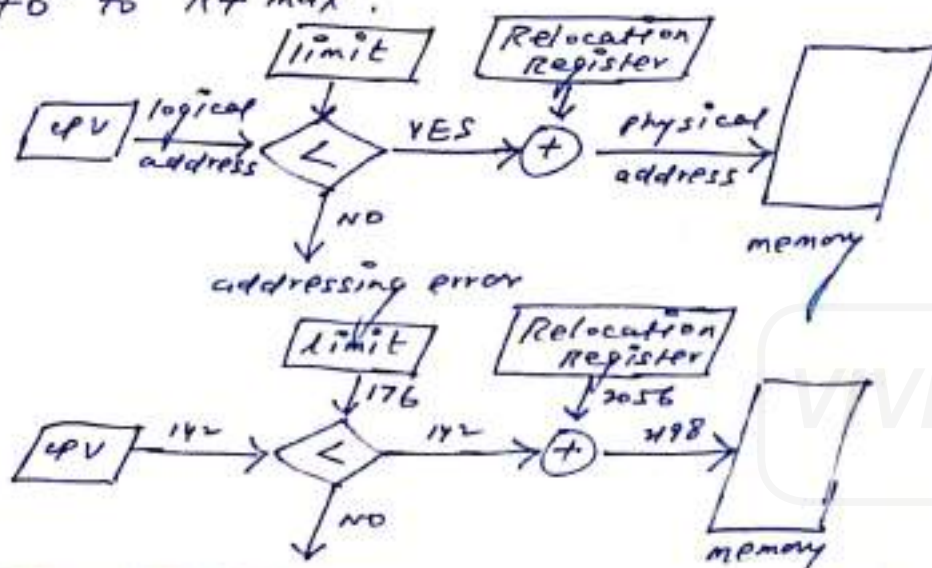 to to R+ max.
limit
Relocation
Register
CPU
logical
address
<
YES
+
physical
address
memory
NO
addressing error
limit
Relocation
Register
176
2056
CPU
142
<
142
+
2198
NO
memory